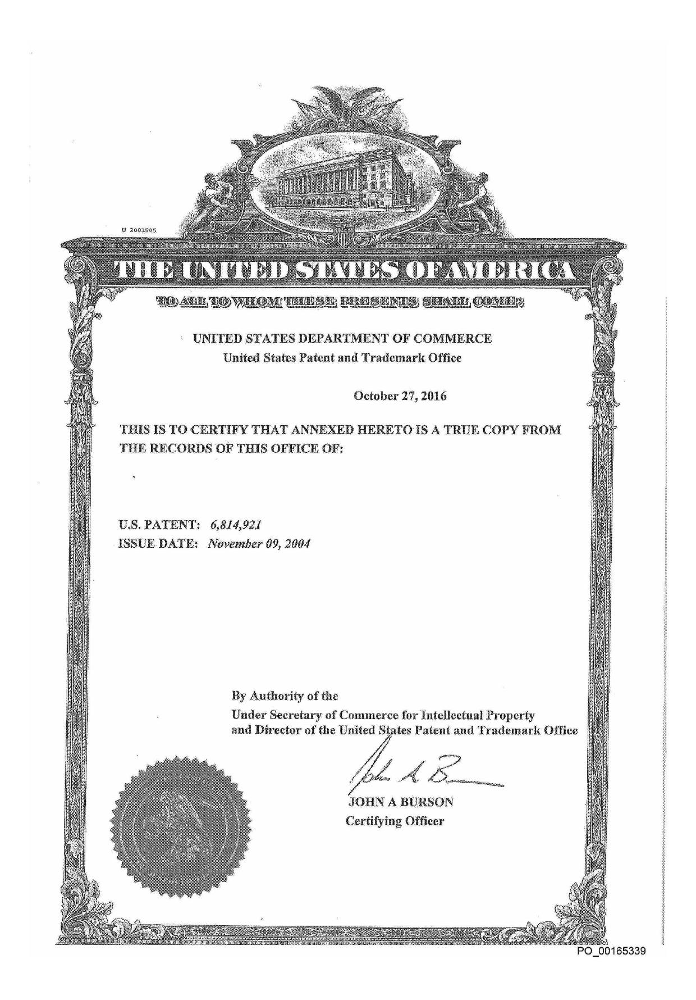 U 2001505
THE UNITED STATES OF AMERICA
TO ALL TO WHOM THESE PRESENTS SHALL COME:
UNITED STATES DEPARTMENT OF COMMERCE
United States Patent and Trademark Office
October 27, 2016
THIS IS TO CERTIFY THAT ANNEXED HERETO IS A TRUE COPY FROM
THE RECORDS OF THIS OFFICE OF:
U.S. PATENT: 6,814,921
ISSUE DATE: November 09, 2004
By Authority of the
Under Secretary of Commerce for Intellectual Property
and Director of the United States Patent and Trademark Office
John A B
JOHN A BURSON
Certifying Officer
PO_00165339